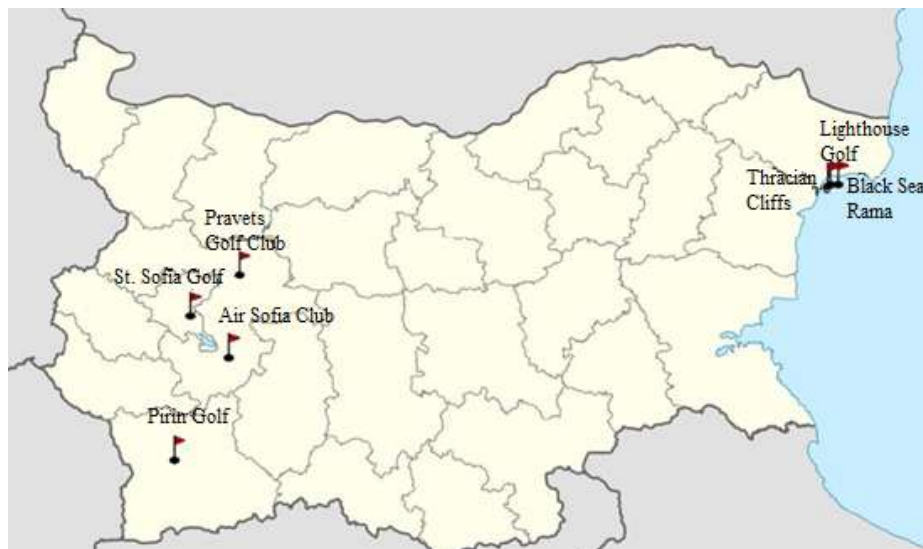 Lighthouse
Golf
Thracian
Cliffs
Black Sea
Rama
Pravets
Golf Club
St. Sofia Golf
Air Sofia Club
Pirin Golf